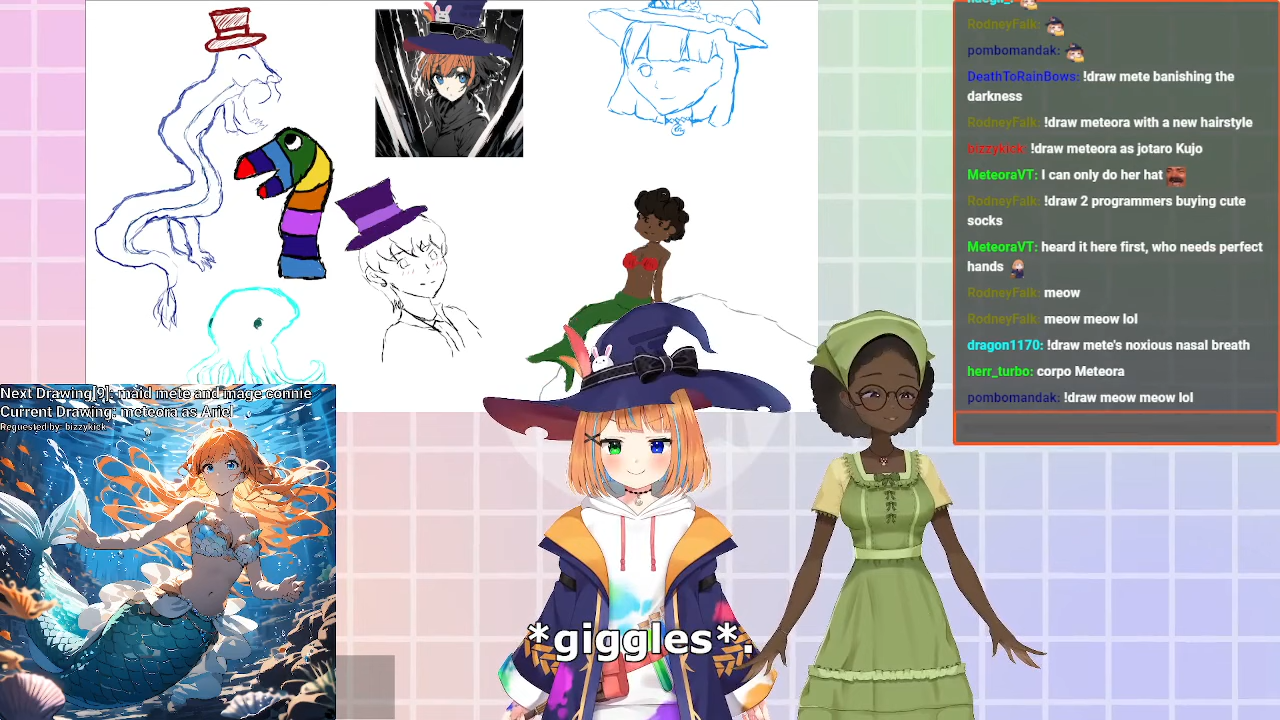 RodneyFalk:
pombomandak:
DeathToRainBows: !draw mete banishing the
darkness
RodneyFalk: !draw meteora with a new hairstyle
bizzykick: !draw meteora as jotaro Kujo
MeteoraVT: I can only do her hat
RodneyFalk: !draw 2 programmers buying cute
socks
MeteoraVT: heard it here first, who needs perfect
hands
RodneyFalk: meow
RodneyFalk: meow meow lol
dragon1170: !draw mete's noxious nasal breath
herr_turbo: corpo Meteora
pombomandak: !draw meow meow lol
Next Drawing[9]: maid mete and mage connie
Current Drawing: meteora as Ariel
Requested by: bizzykick
*giggles*.